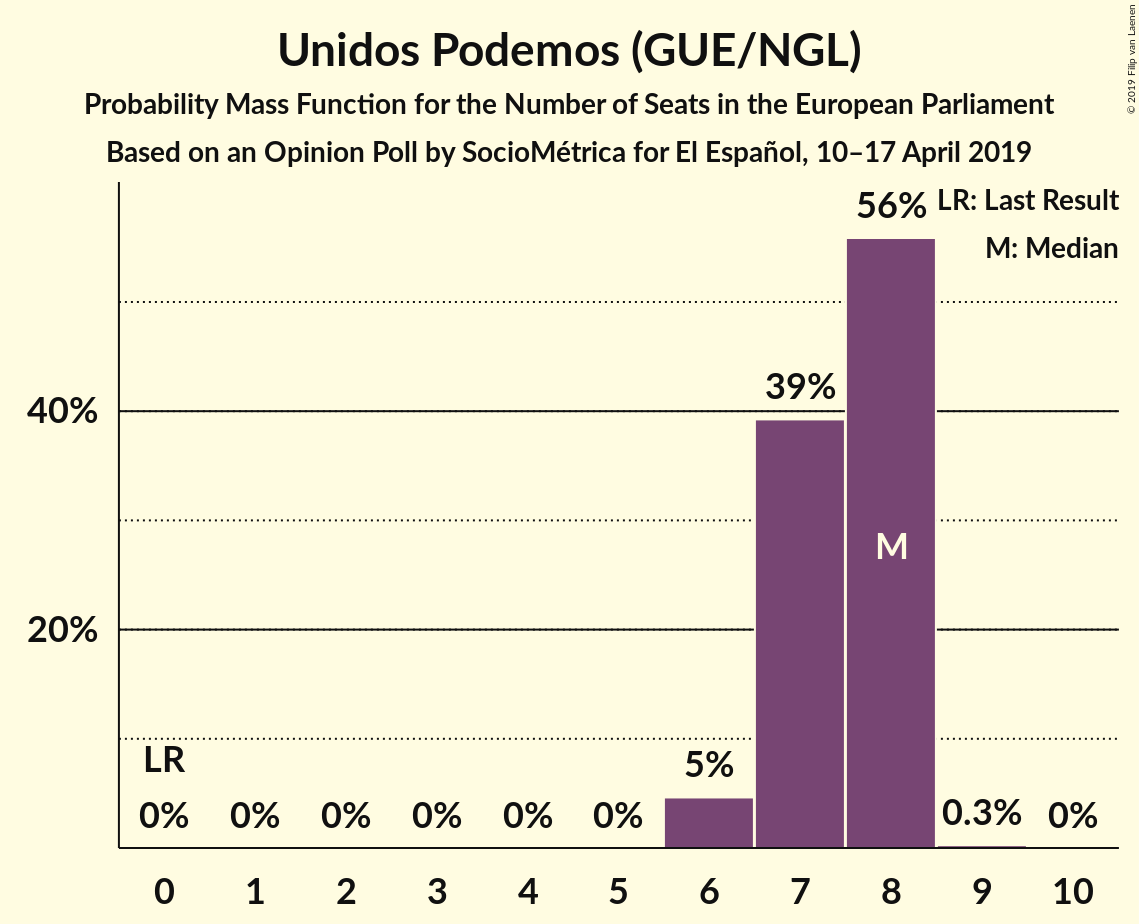 Unidos Podemos (GUE/NGL)
Probability Mass Function for the Number of Seats in the European Parliament
Based on an Opinion Poll by SocioMétrica for El Español, 10–17 April 2019
© 2019 Filip van Laenen
LR: Last Result
M: Median
56%
39%
40%
M
20%
LR
5%
0% 0% 0% 0% 0% 0% 0.3% 0%
0 1 2 3 4 5 6 7 8 9 10